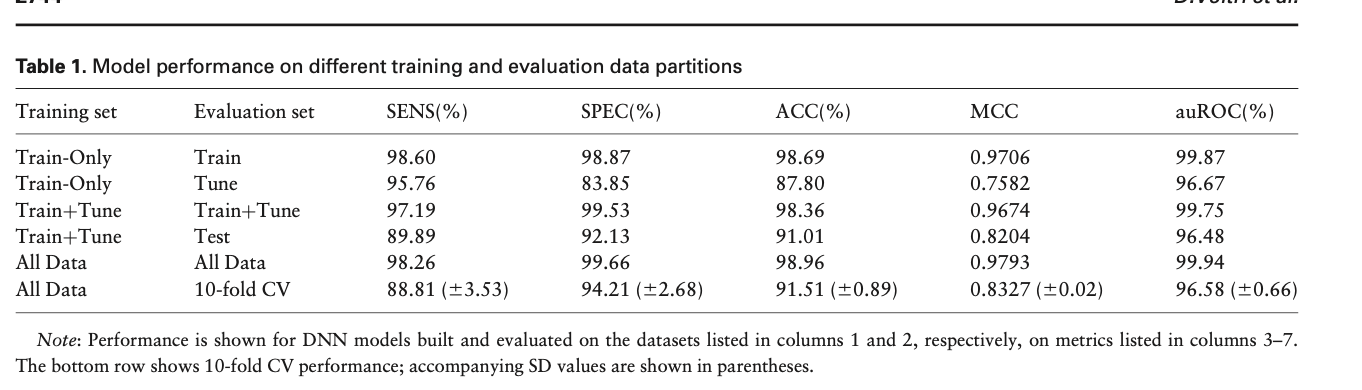 Table 1. Model performance on different training and evaluation data partitions
Training set Evaluation set SENS(%) SPEC(%) ACC(%) MCC auROC(%)
Train-Only Train 98.60 98.87 98.69 0.9706 99.87
Train-Only Tune 95.76 83.85 87.80 0.7582 96.67
Train+Tune Train+Tune 97.19 99.53 98.36 0.9674 99.75
Train+Tune Test 89.89 92.13 91.01 0.8204 96.48
All Data All Data 98.26 99.66 98.96 0.9793 99.94
All Data 10-fold CV 88.81 (±3.53) 94.21 (±2.68) 91.51 (±0.89) 0.8327 (±0.02) 96.58 (±0.66)
Note: Performance is shown for DNN models built and evaluated on the datasets listed in columns 1 and 2, respectively, on metrics listed in columns 3–7.
The bottom row shows 10-fold CV performance; accompanying SD values are shown in parentheses.